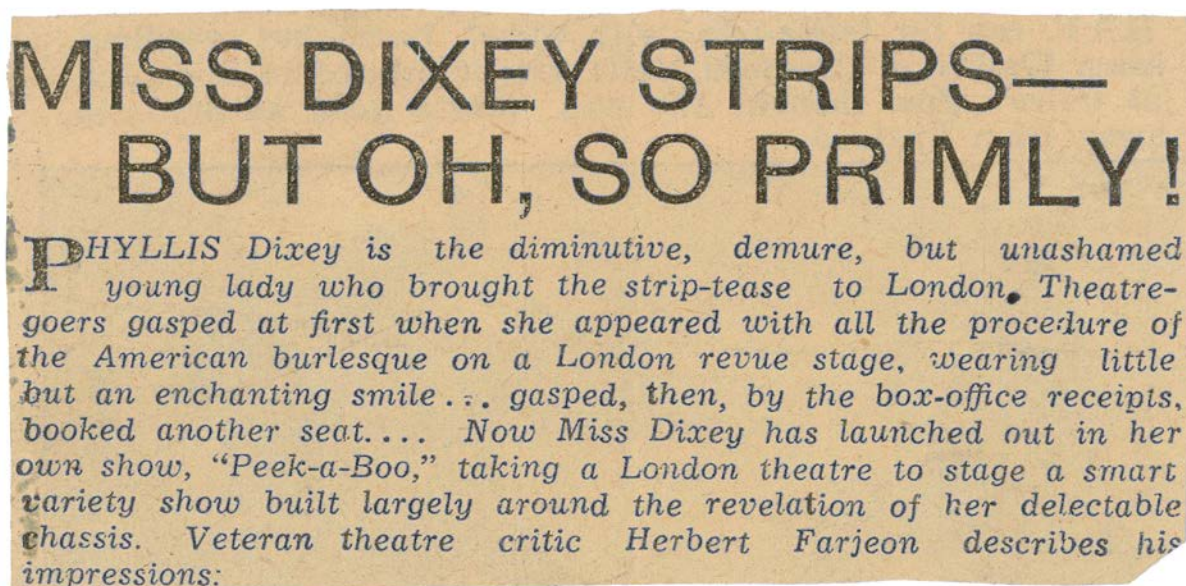 MISS DIXEY STRIPS—
BUT OH, SO PRIMLY!
PHYLLIS Dixey is the diminutive, demure, but unashamed
young lady who brought the strip-tease to London. Theatre-
goers gasped at first when she appeared with all the procedure of
the American burlesque on a London revue stage, wearing little
but an enchanting smile ... gasped, then, by the box-office receipts,
booked another seat.... Now Miss Dixey has launched out in her
own show, "Peek-a-Boo," taking a London theatre to stage a smart
variety show built largely around the revelation of her delectable
chassis. Veteran theatre critic Herbert Farjeon describes his
impressions: